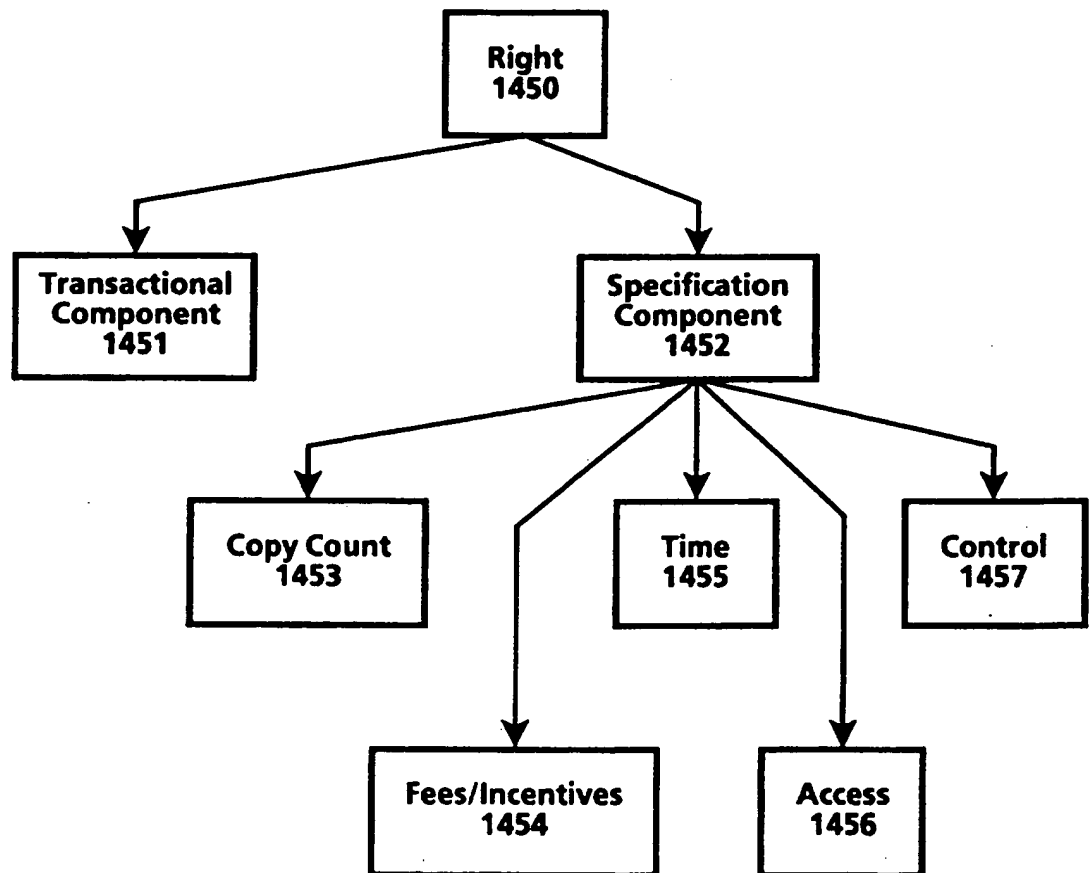 Right
1450
Transactional
Component
1451
Specification
Component
1452
Copy Count
1453
Time
1455
Control
1457
Fees/Incentives
1454
Access
1456